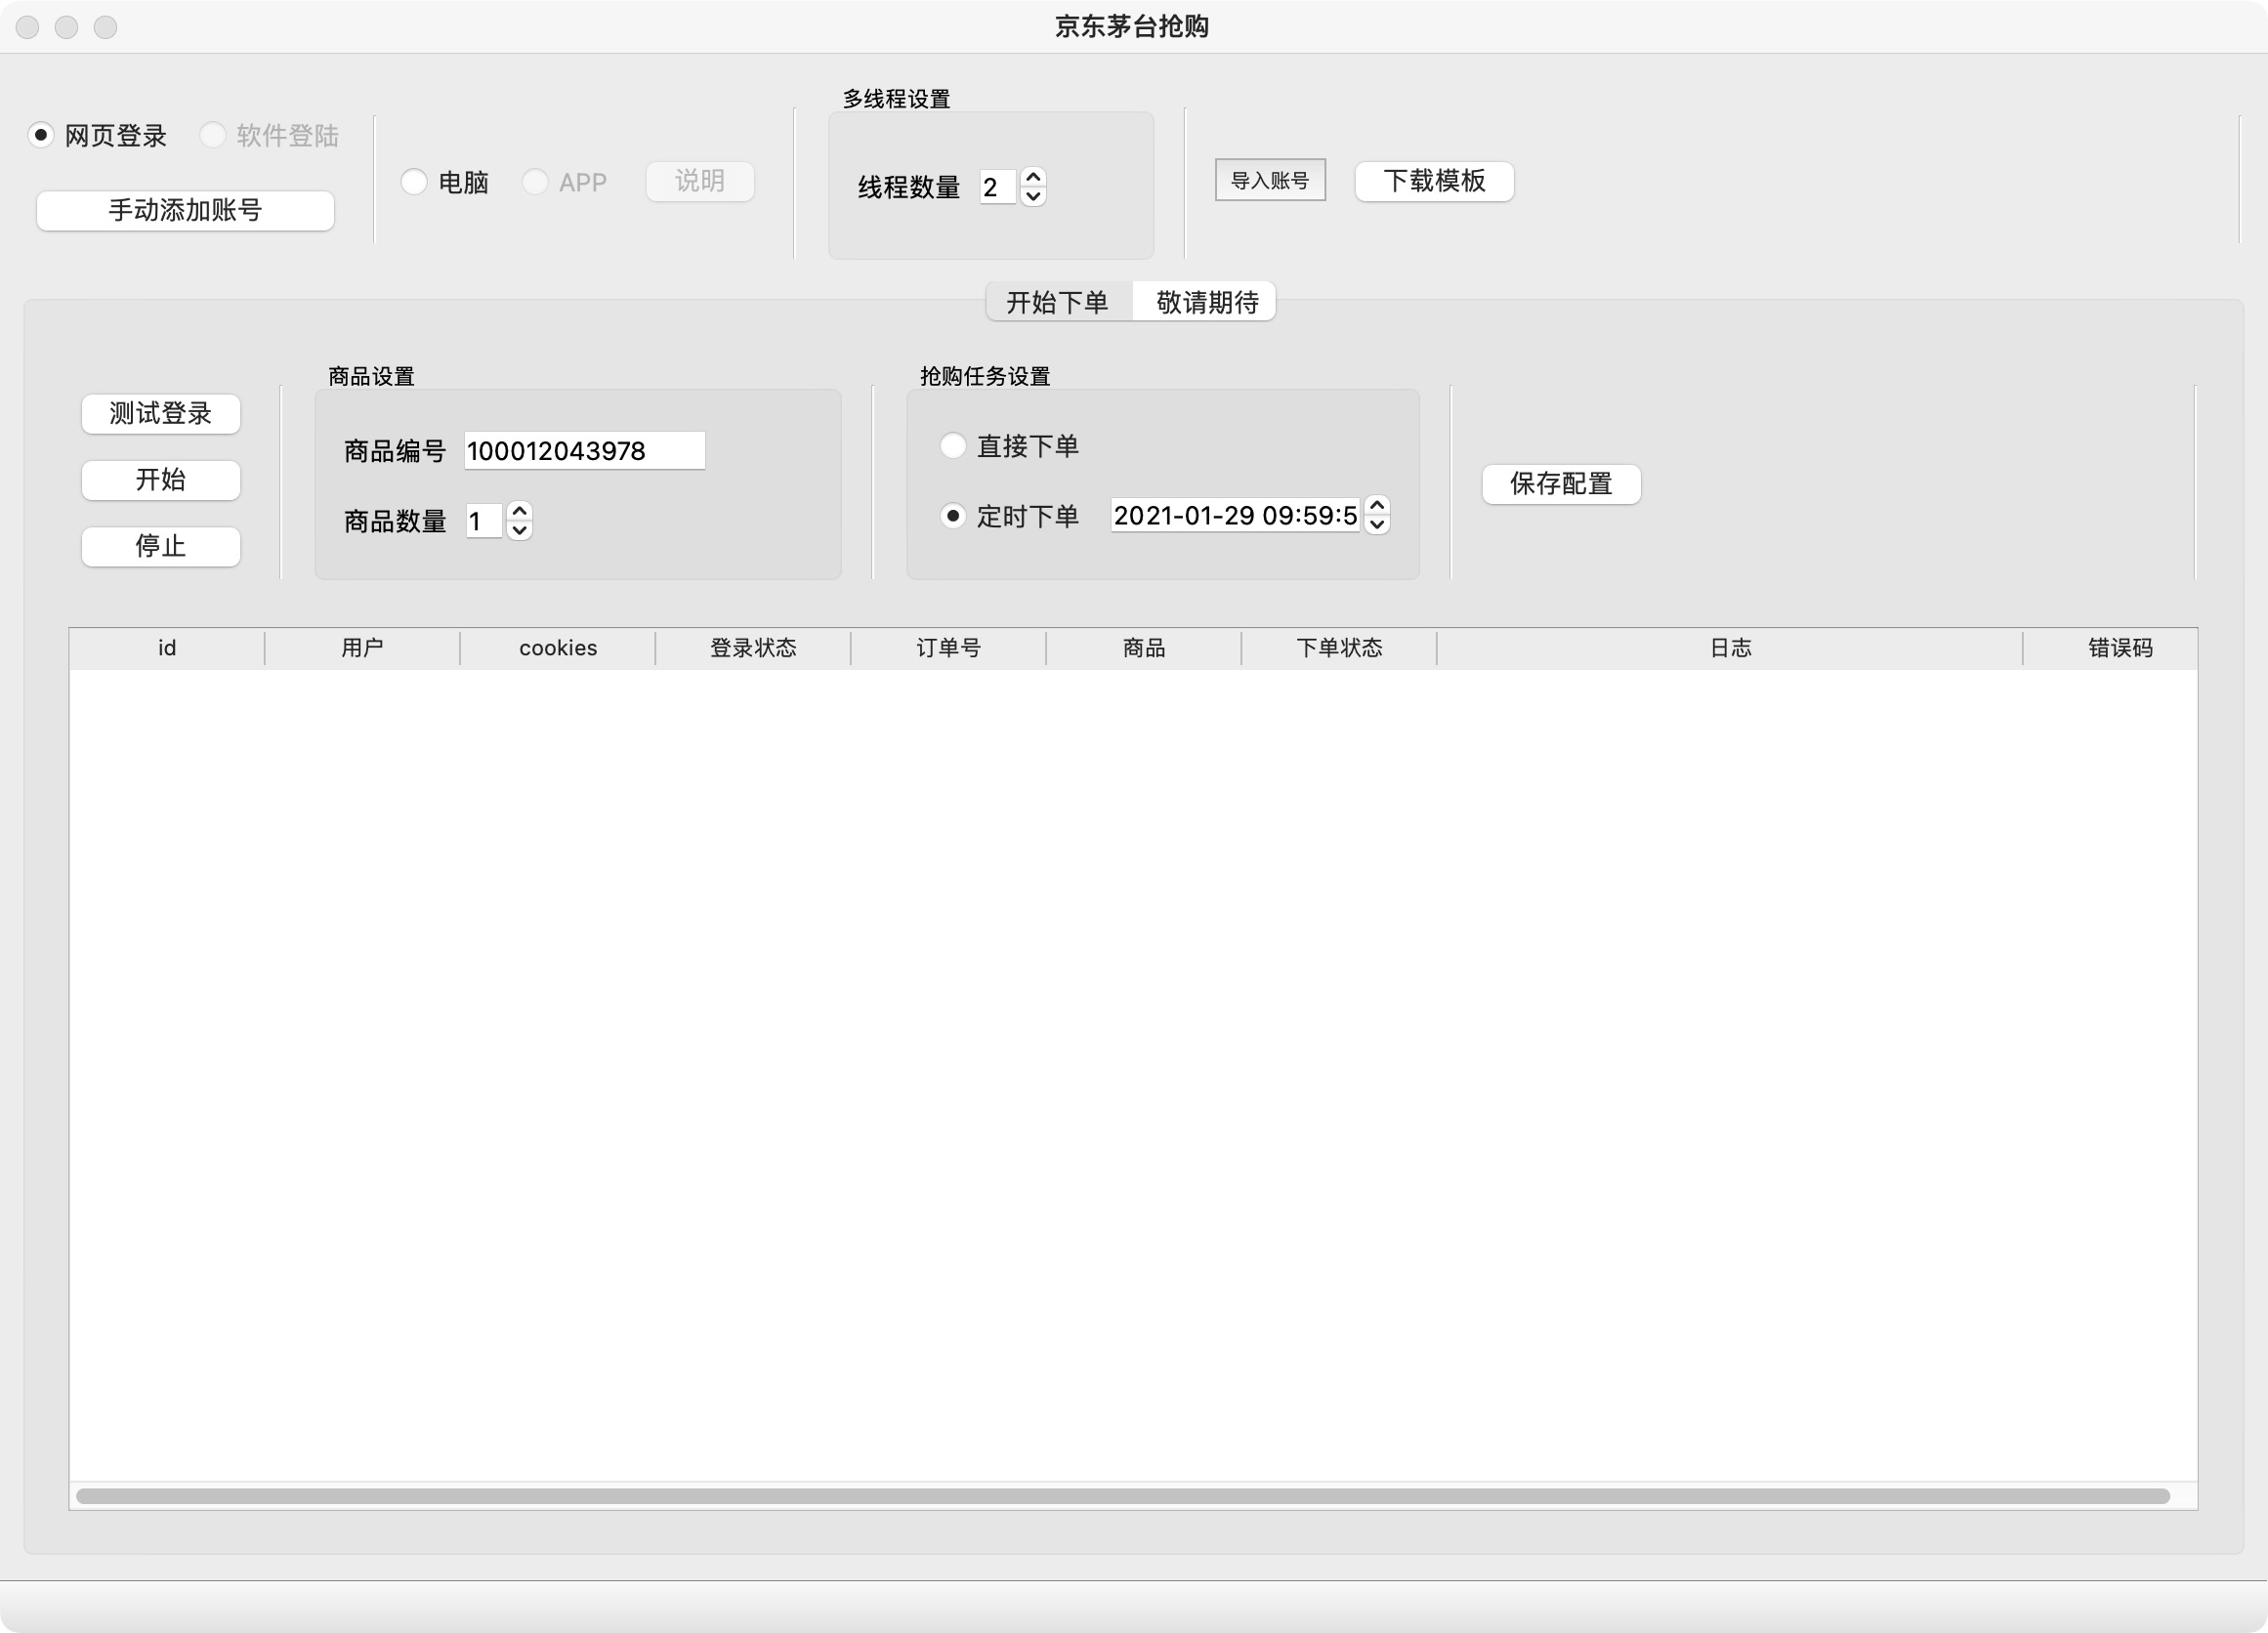 京东茅台抢购
多线程设置
网页登录 软件登陆
电脑 APP 说明
线程数量 2
导入账号 下载模板
手动添加账号
开始下单 敬请期待
商品设置
抢购任务设置
测试登录
商品编号 100012043978
直接下单
开始
保存配置
商品数量 1
定时下单 2021-01-29 09:59:5
停止
id 用户 cookies 登录状态 订单号 商品 下单状态 日志 错误码